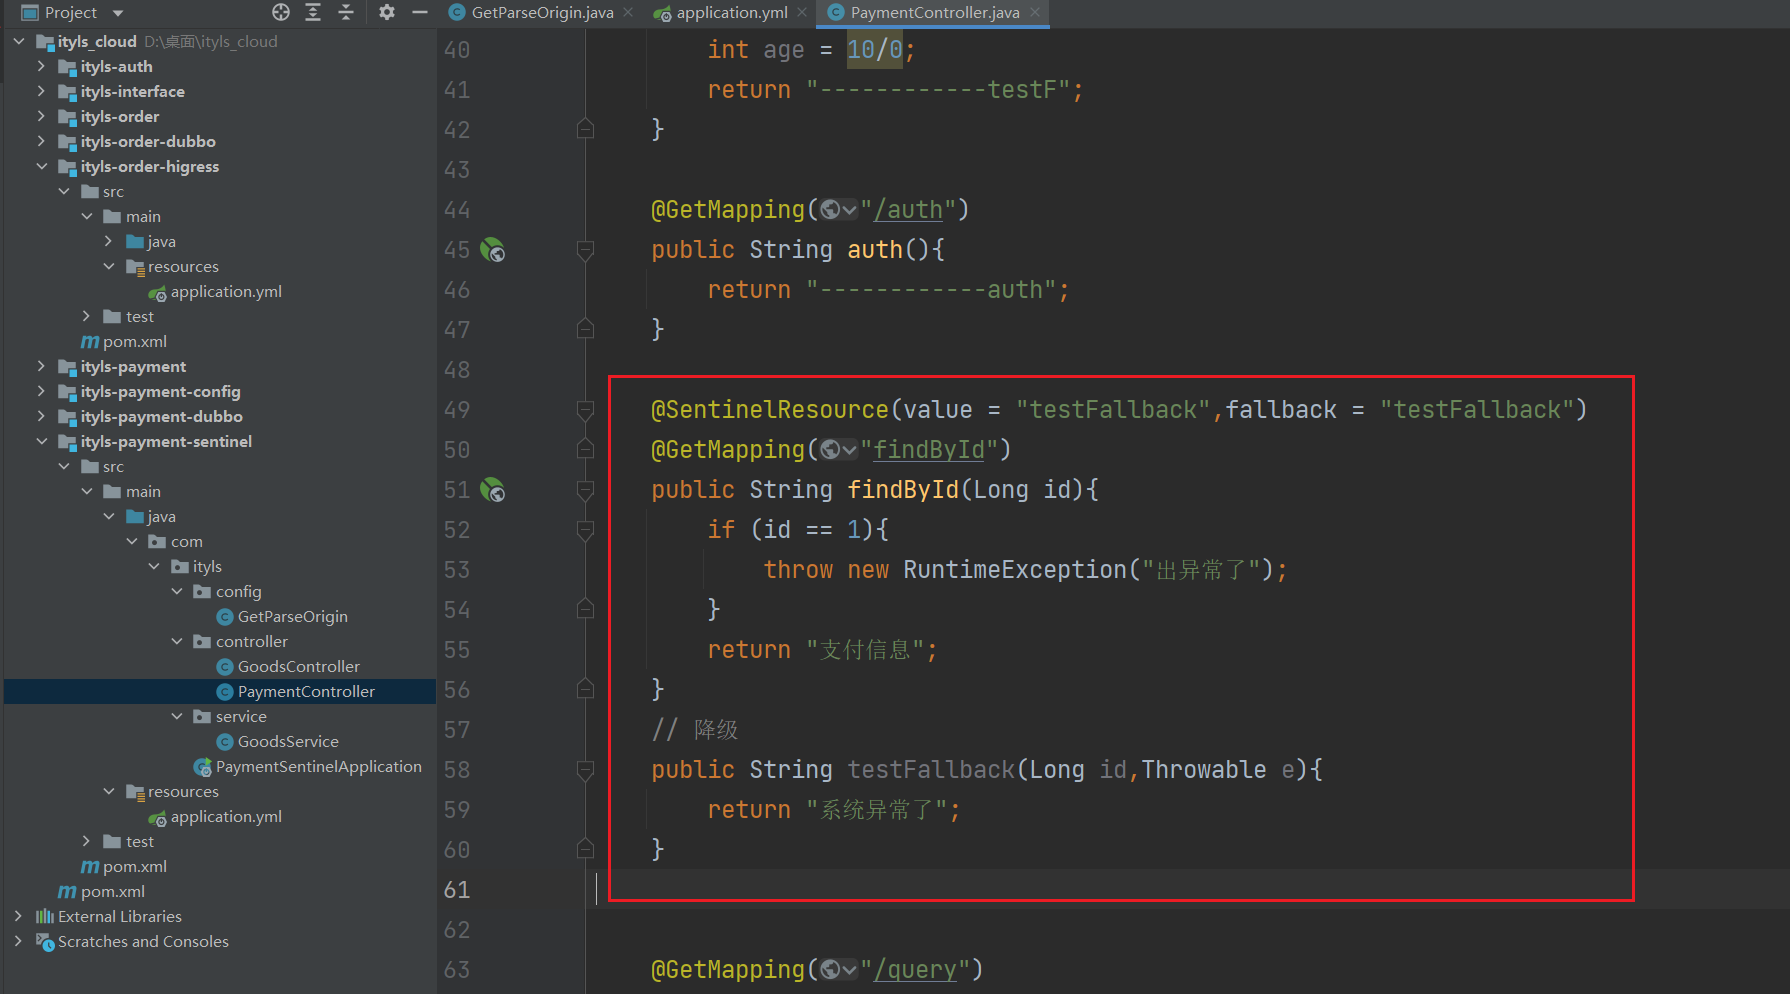 Project
GetParseOrigin.java
application.yml
PaymentController.java
ityls_cloud D:\桌面\ityls_cloud
ityls-auth
ityls-interface
ityls-order
ityls-order-dubbo
ityls-order-higress
src
main
java
resources
application.yml
test
pom.xml
ityls-payment
ityls-payment-config
ityls-payment-dubbo
ityls-payment-sentinel
src
main
java
com
ityls
config
GetParseOrigin
controller
GoodsController
PaymentController
service
GoodsService
PaymentSentinelApplication
resources
application.yml
test
pom.xml
pom.xml
External Libraries
Scratches and Consoles
40 int age = 10/0;
41 return "------------testF";
42 }
43
44 @GetMapping("/auth")
45 public String auth(){
46 return "------------auth";
47 }
48
49 @SentinelResource(value = "testFallback",fallback = "testFallback")
50 @GetMapping("findById")
51 public String findById(Long id){
52 if (id == 1){
53 throw new RuntimeException("出异常了");
54 }
55 return "支付信息";
56 }
57 // 降级
58 public String testFallback(Long id,Throwable e){
59 return "系统异常了";
60 }
61
62
63 @GetMapping("/query")